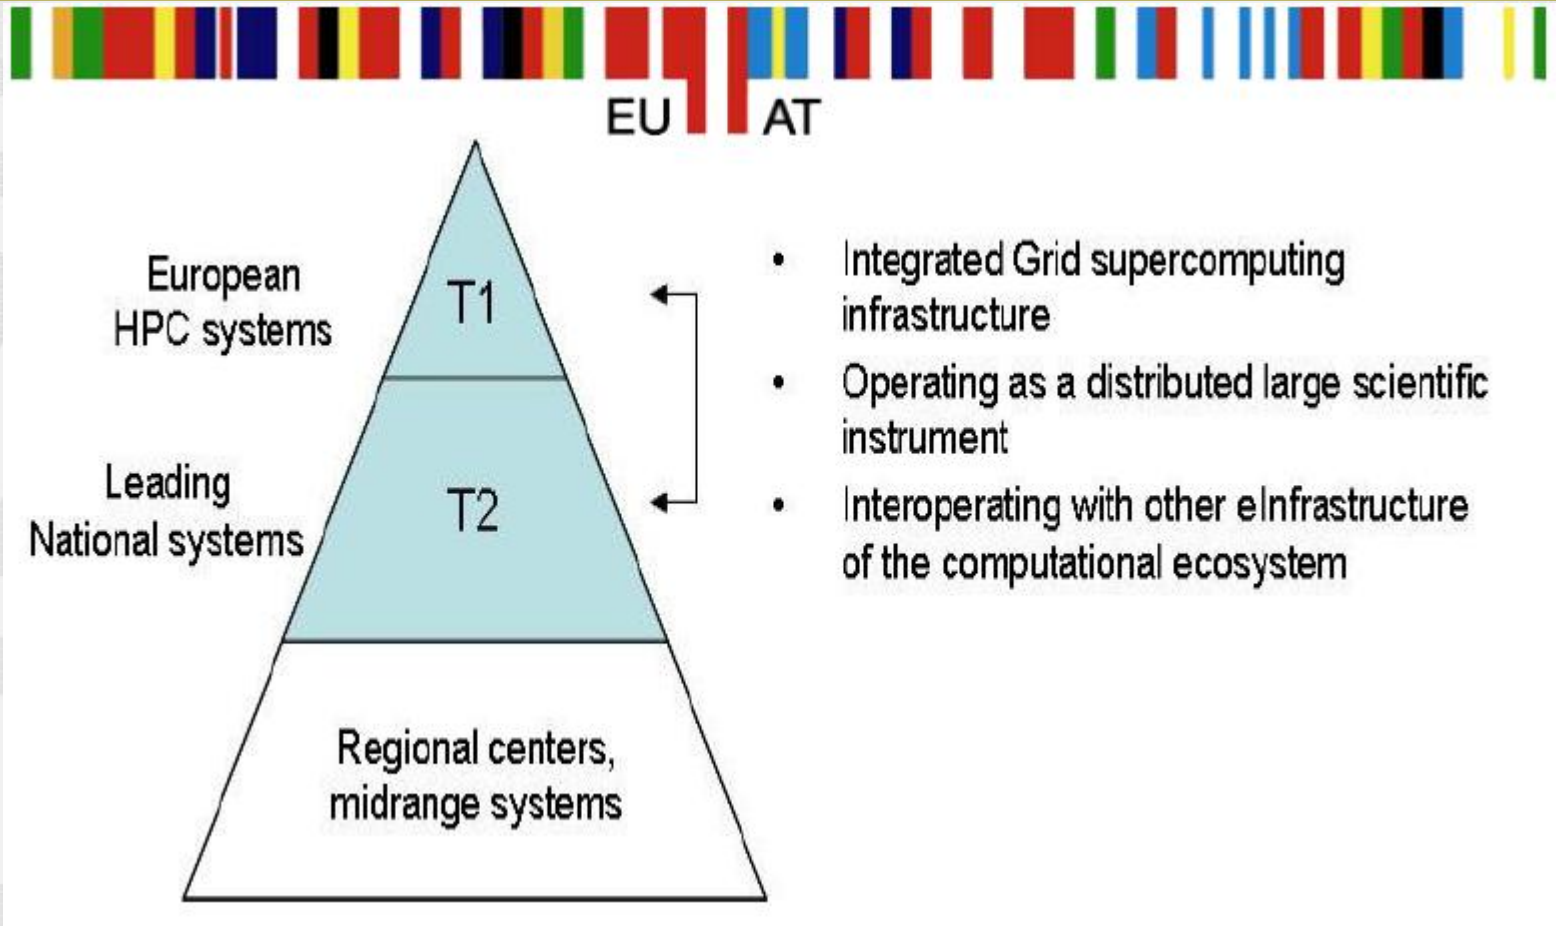 EU AT
European
HPC systems
T1
Leading
National systems
T2
Regional centers,
midrange systems
• Integrated Grid supercomputing
infrastructure
• Operating as a distributed large scientific
instrument
• Interoperating with other eInfrastructure
of the computational ecosystem